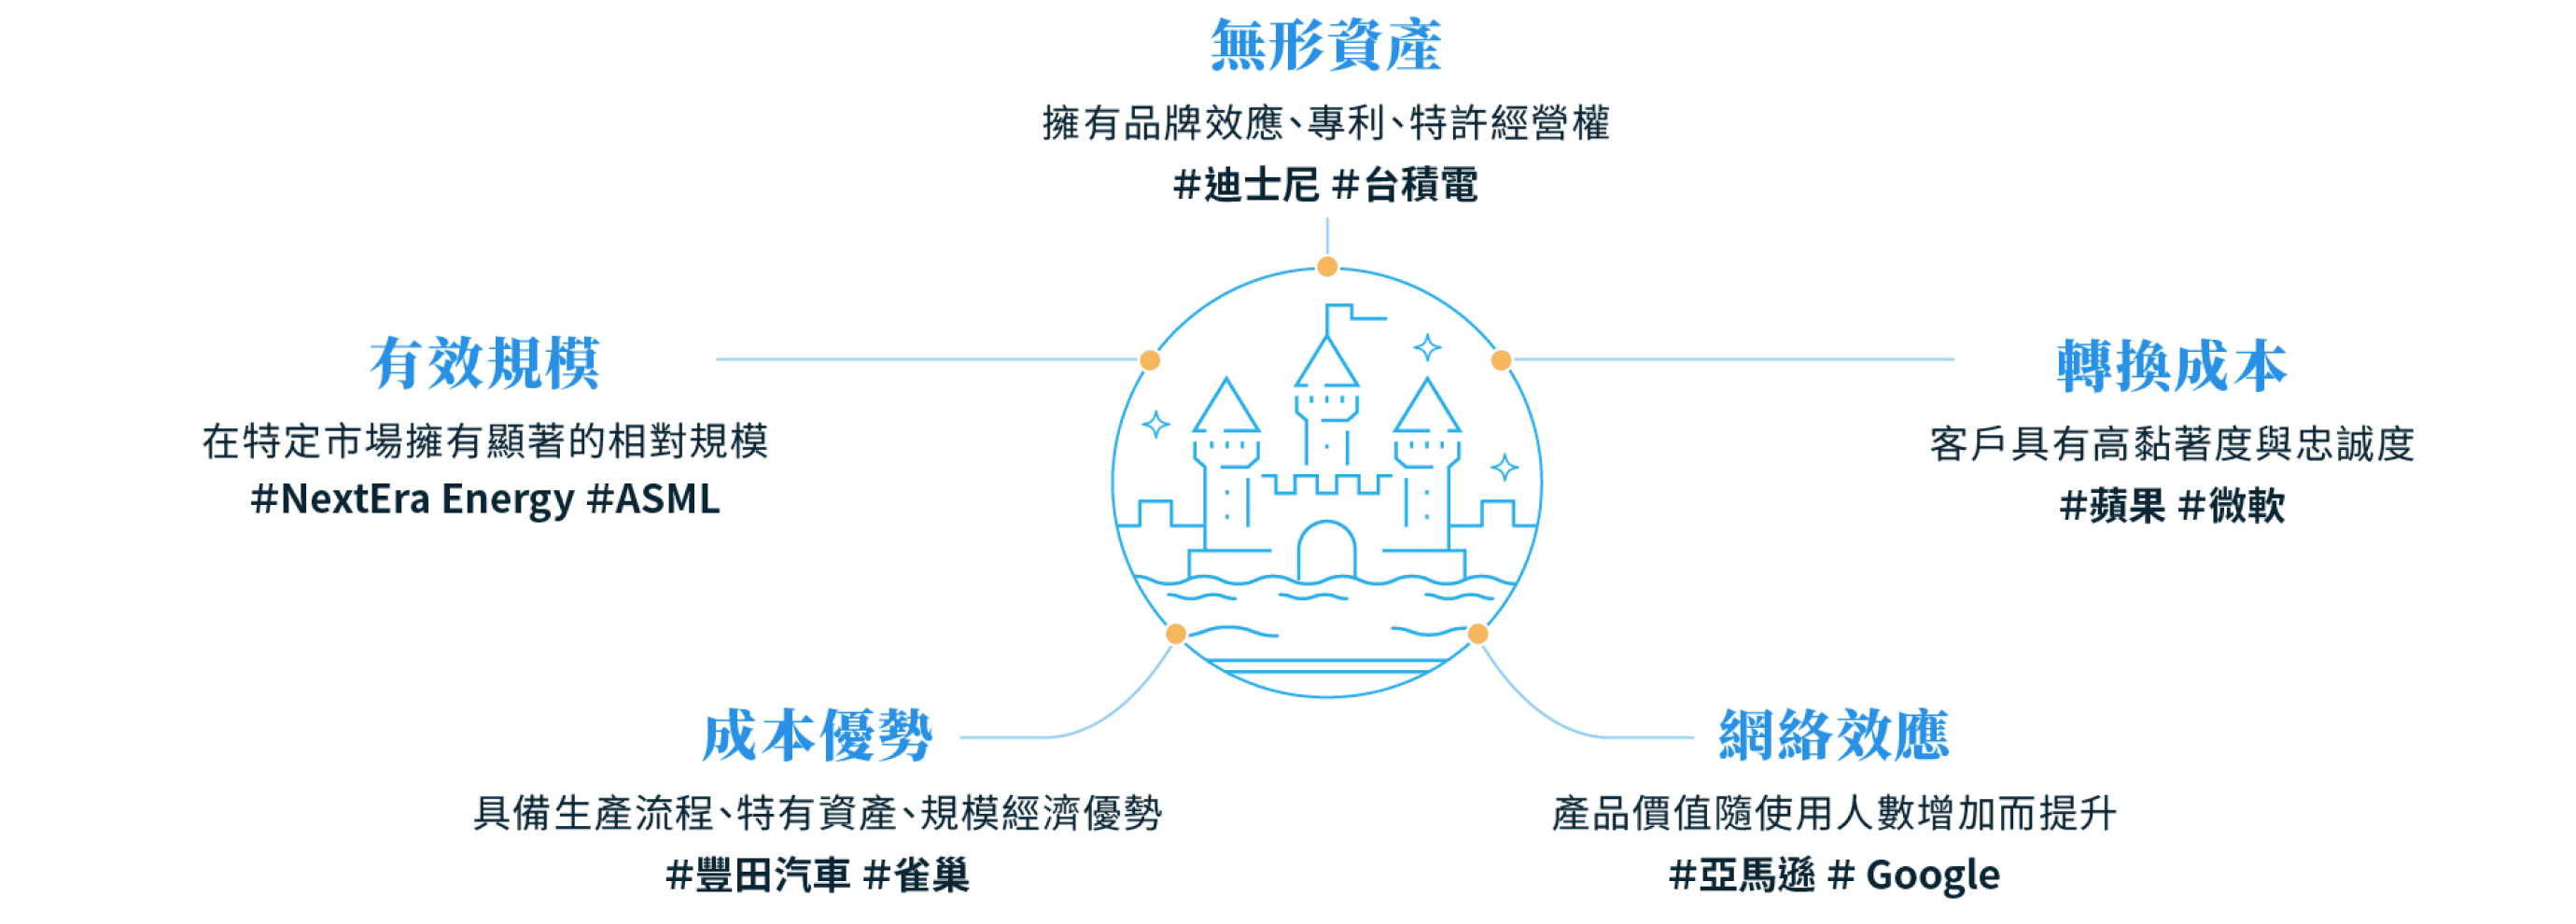 無形資產
擁有品牌效應、專利、特許經營權
#迪士尼 #台積電
有效規模
在特定市場擁有顯著的相對規模
#NextEra Energy #ASML
轉換成本
客戶具有高黏著度與忠誠度
#蘋果 #微軟
成本優勢
具備生產流程、特有資產、規模經濟優勢
#豐田汽車 #雀巢
網絡效應
產品價值隨使用人數增加而提升
#亞馬遜 # Google